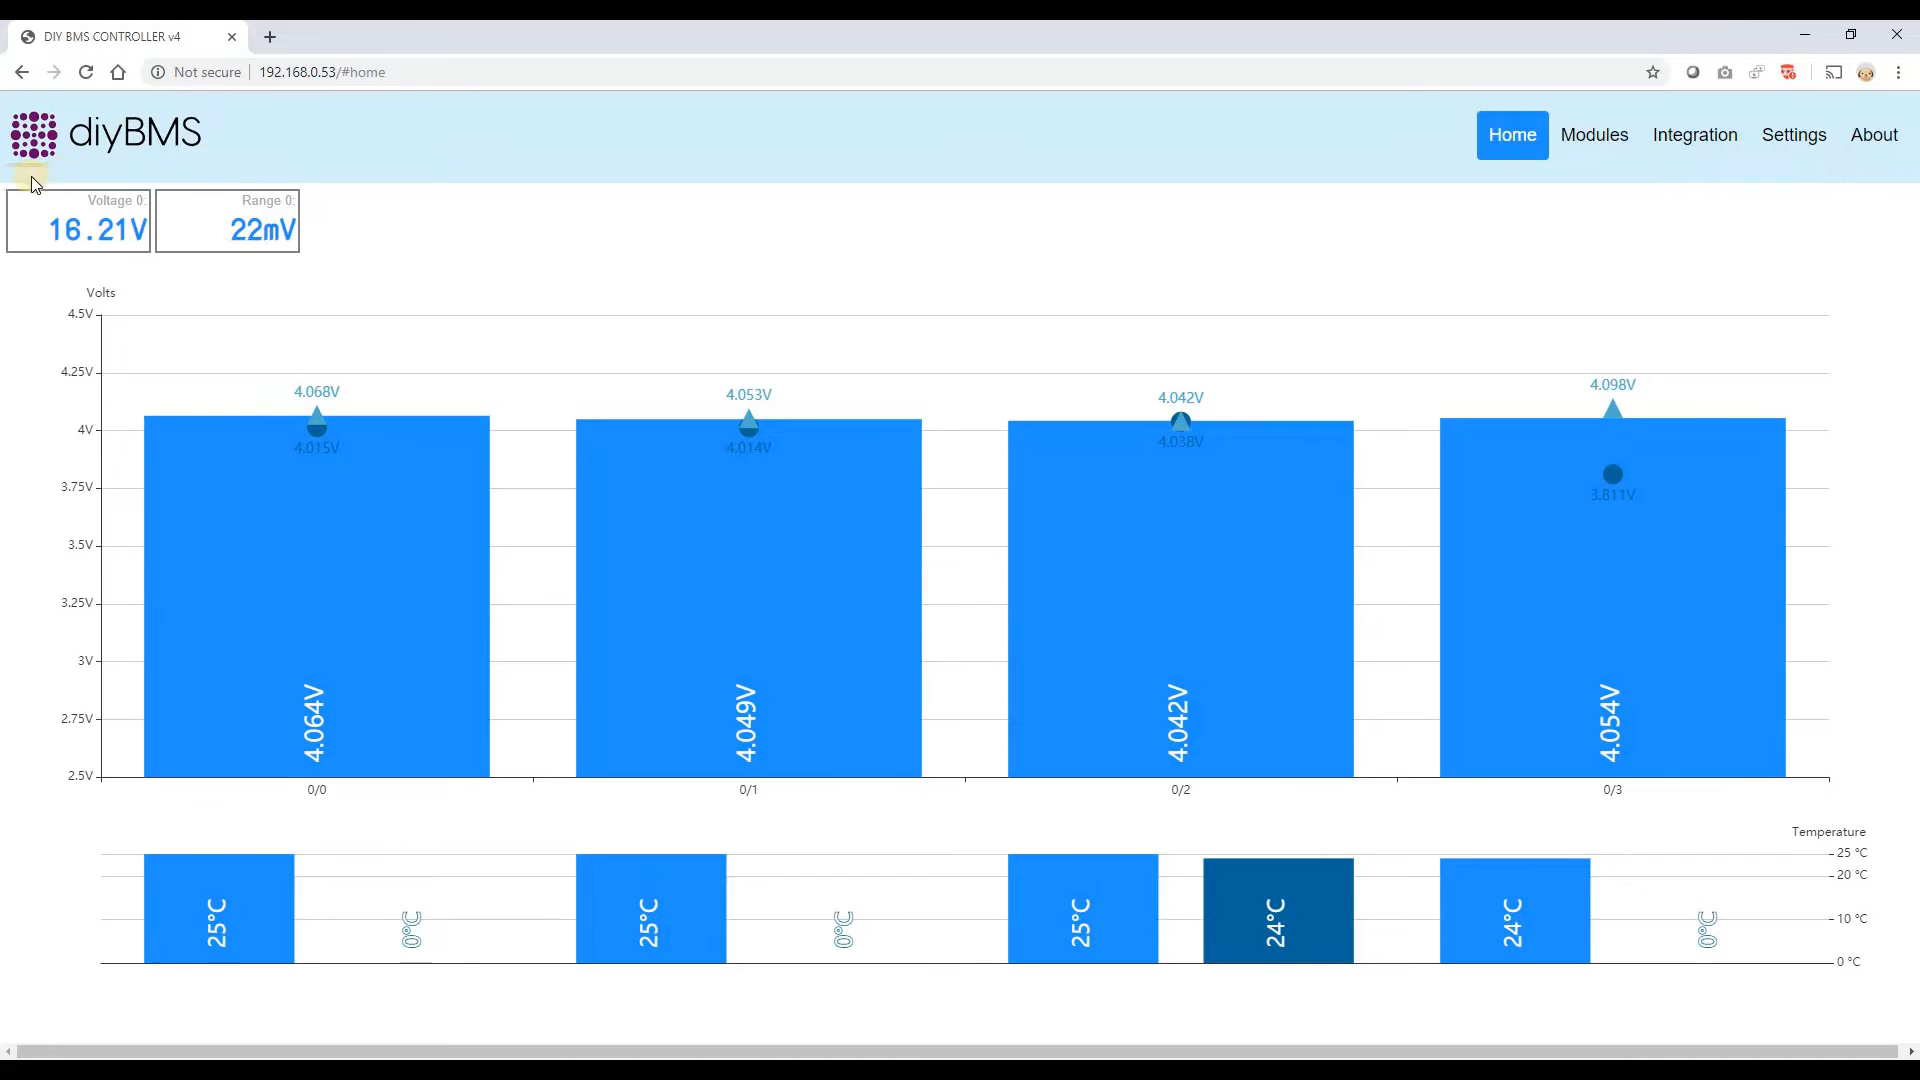 DIY BMS CONTROLLER v4
Not secure 192.168.0.53/#home
diyBMS
Home Modules Integration Settings About
Voltage 0: Range 0:
16.21V 22mV
Volts
4.5V
4.25V
4V
3.75V
3.5V
3.25V
3V
2.75V
2.5V
4.068V 4.053V 4.042V 4.098V
4.015V 4.014V 4.038V 3.811V
4.064V 4.049V 4.042V 4.054V
0/0 0/1 0/2 0/3
Temperature
25 °C
20 °C
10 °C
0 °C
25°C 0°C 25°C 0°C 25°C 24°C 24°C 0°C